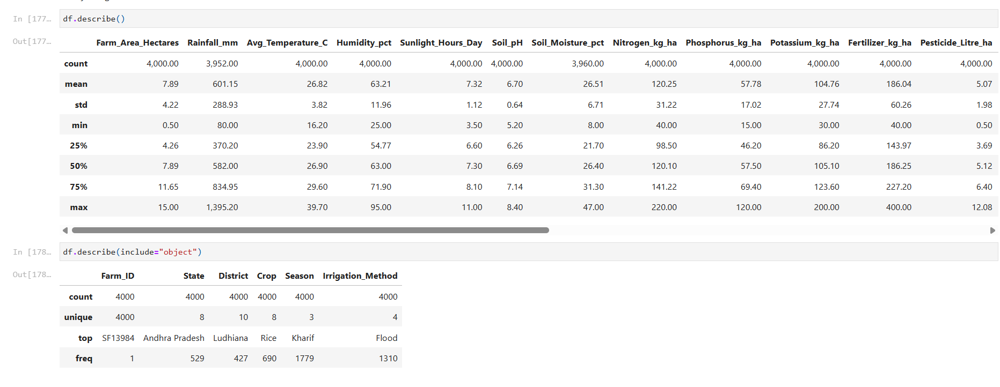 In [177… df.describe()
Out[177…
Farm_Area_Hectares Rainfall_mm Avg_Temperature_C Humidity_pct Sunlight_Hours_Day Soil_pH Soil_Moisture_pct Nitrogen_kg_ha Phosphorus_kg_ha Potassium_kg_ha Fertilizer_kg_ha Pesticide_Litre_ha
count 4,000.00 3,952.00 4,000.00 4,000.00 4,000.00 4,000.00 3,960.00 4,000.00 4,000.00 4,000.00 4,000.00 4,000.00
mean 7.89 601.15 26.82 63.21 7.32 6.70 26.51 120.25 57.78 104.76 186.04 5.07
std 4.22 288.93 3.82 11.96 1.12 0.64 6.71 31.22 17.02 27.74 60.26 1.98
min 0.50 80.00 16.20 25.00 3.50 5.20 8.00 40.00 15.00 30.00 40.00 0.50
25% 4.26 370.20 23.90 54.77 6.60 6.26 21.70 98.50 46.20 86.20 143.97 3.69
50% 7.89 582.00 26.90 63.00 7.30 6.69 26.40 120.10 57.50 105.10 186.25 5.12
75% 11.65 834.95 29.60 71.90 8.10 7.14 31.30 141.22 69.40 123.60 227.20 6.40
max 15.00 1,395.20 39.70 95.00 11.00 8.40 47.00 220.00 120.00 200.00 400.00 12.08
In [178… df.describe(include="object")
Out[178…
Farm_ID State District Crop Season Irrigation_Method
count 4000 4000 4000 4000 4000 4000
unique 4000 8 10 8 3 4
top SF13984 Andhra Pradesh Ludhiana Rice Kharif Flood
freq 1 529 427 690 1779 1310